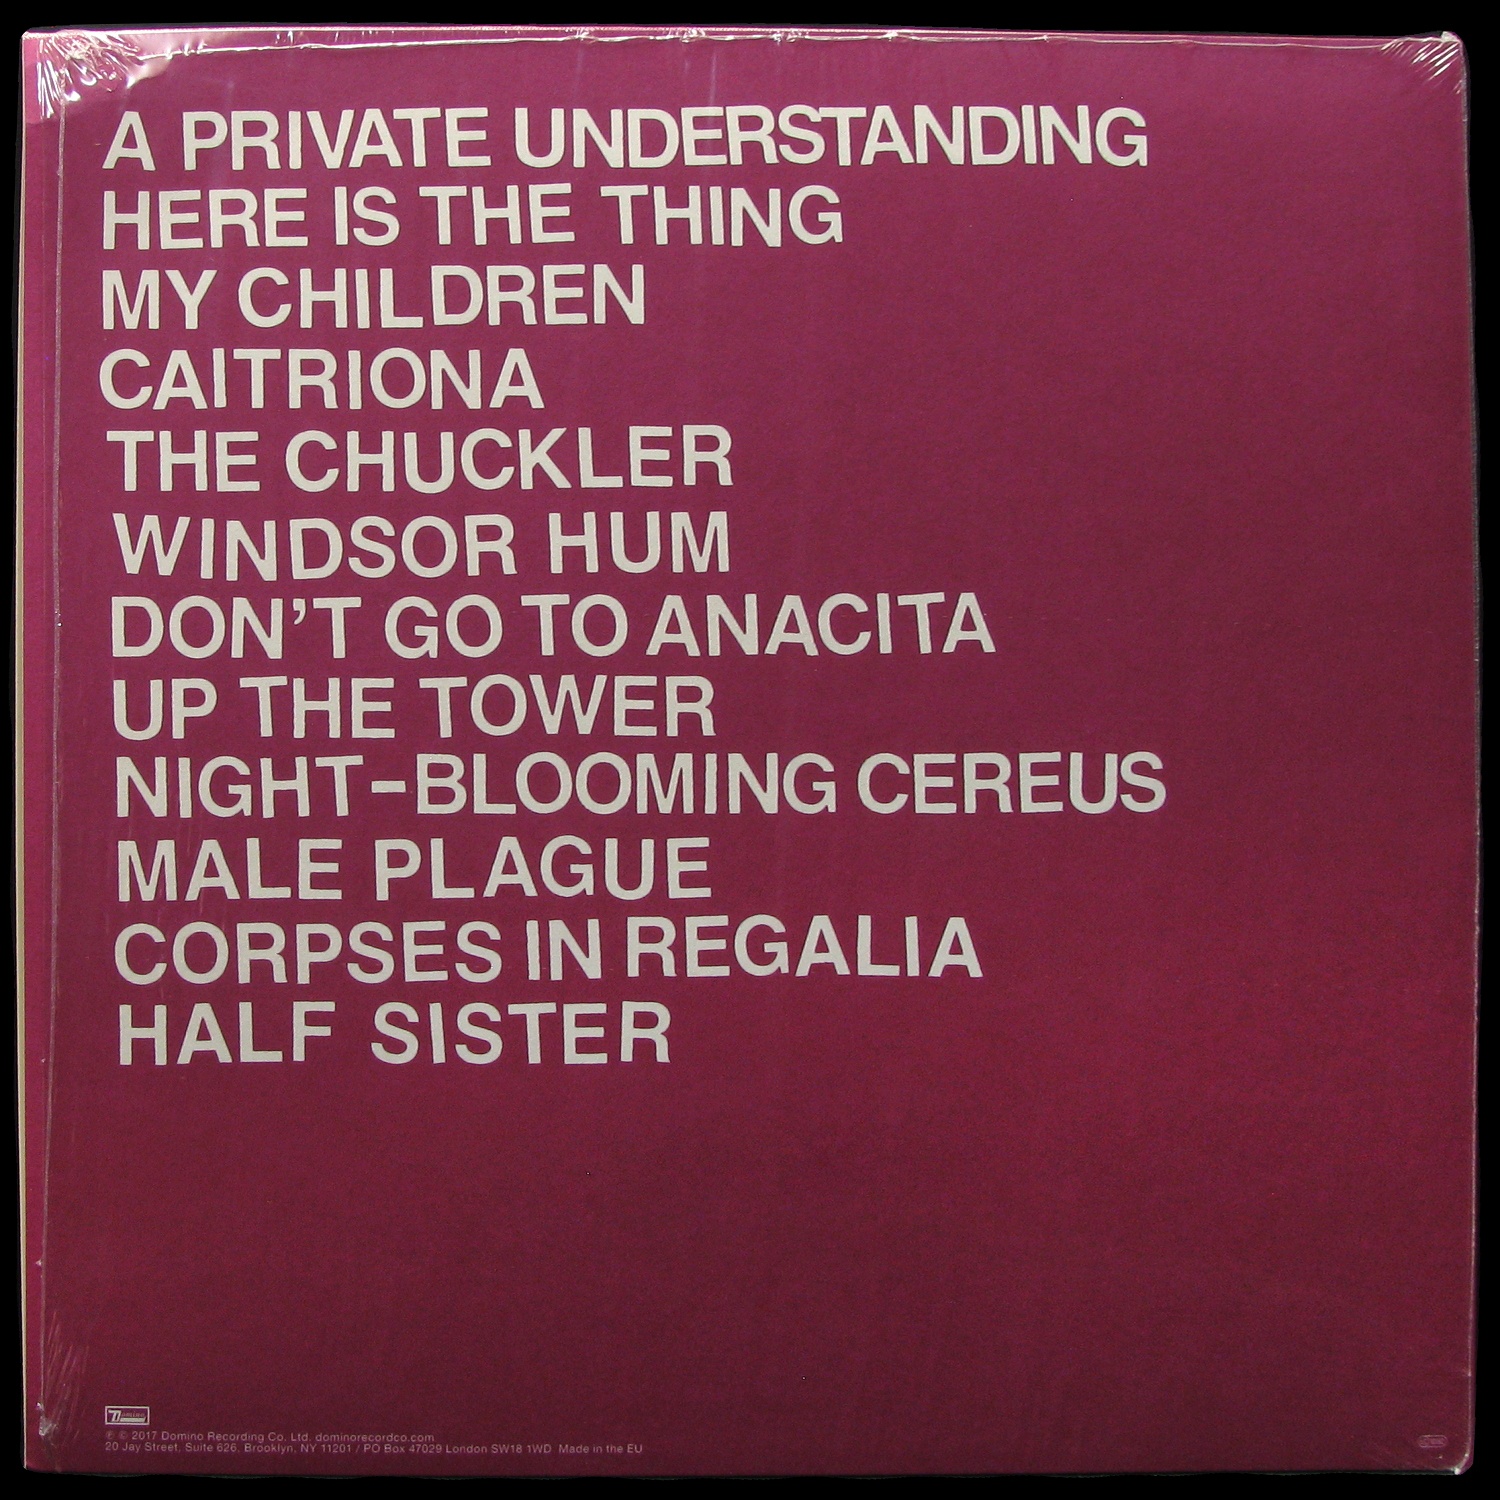 A PRIVATE UNDERSTANDING
HERE IS THE THING
MY CHILDREN
CAITRIONA
THE CHUCKLER
WINDSOR HUM
DON'T GO TO ANACITA
UP THE TOWER
NIGHT-BLOOMING CEREUS
MALE PLAGUE
CORPSES IN REGALIA
HALF SISTER
Domino
℗ © 2017 Domino Recording Co. Ltd. dominorecordco.com
20 Jay Street, Suite 626, Brooklyn, NY 11201 / PO Box 47029 London SW18 1WD Made in the EU